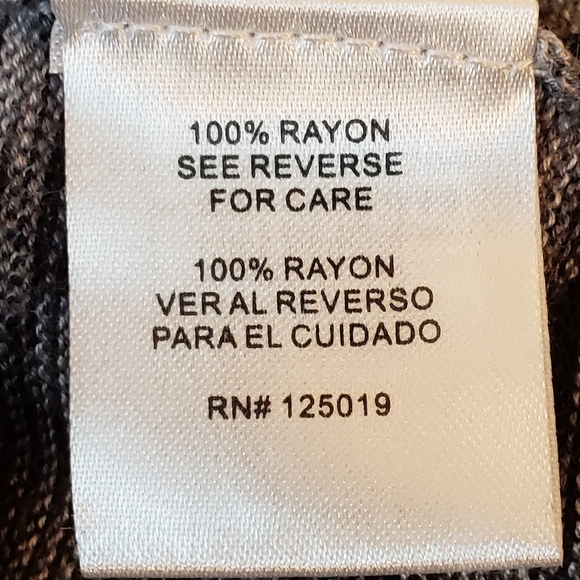 100% RAYON
SEE REVERSE
FOR CARE
100% RAYON
VER AL REVERSO
PARA EL CUIDADO
RN# 125019